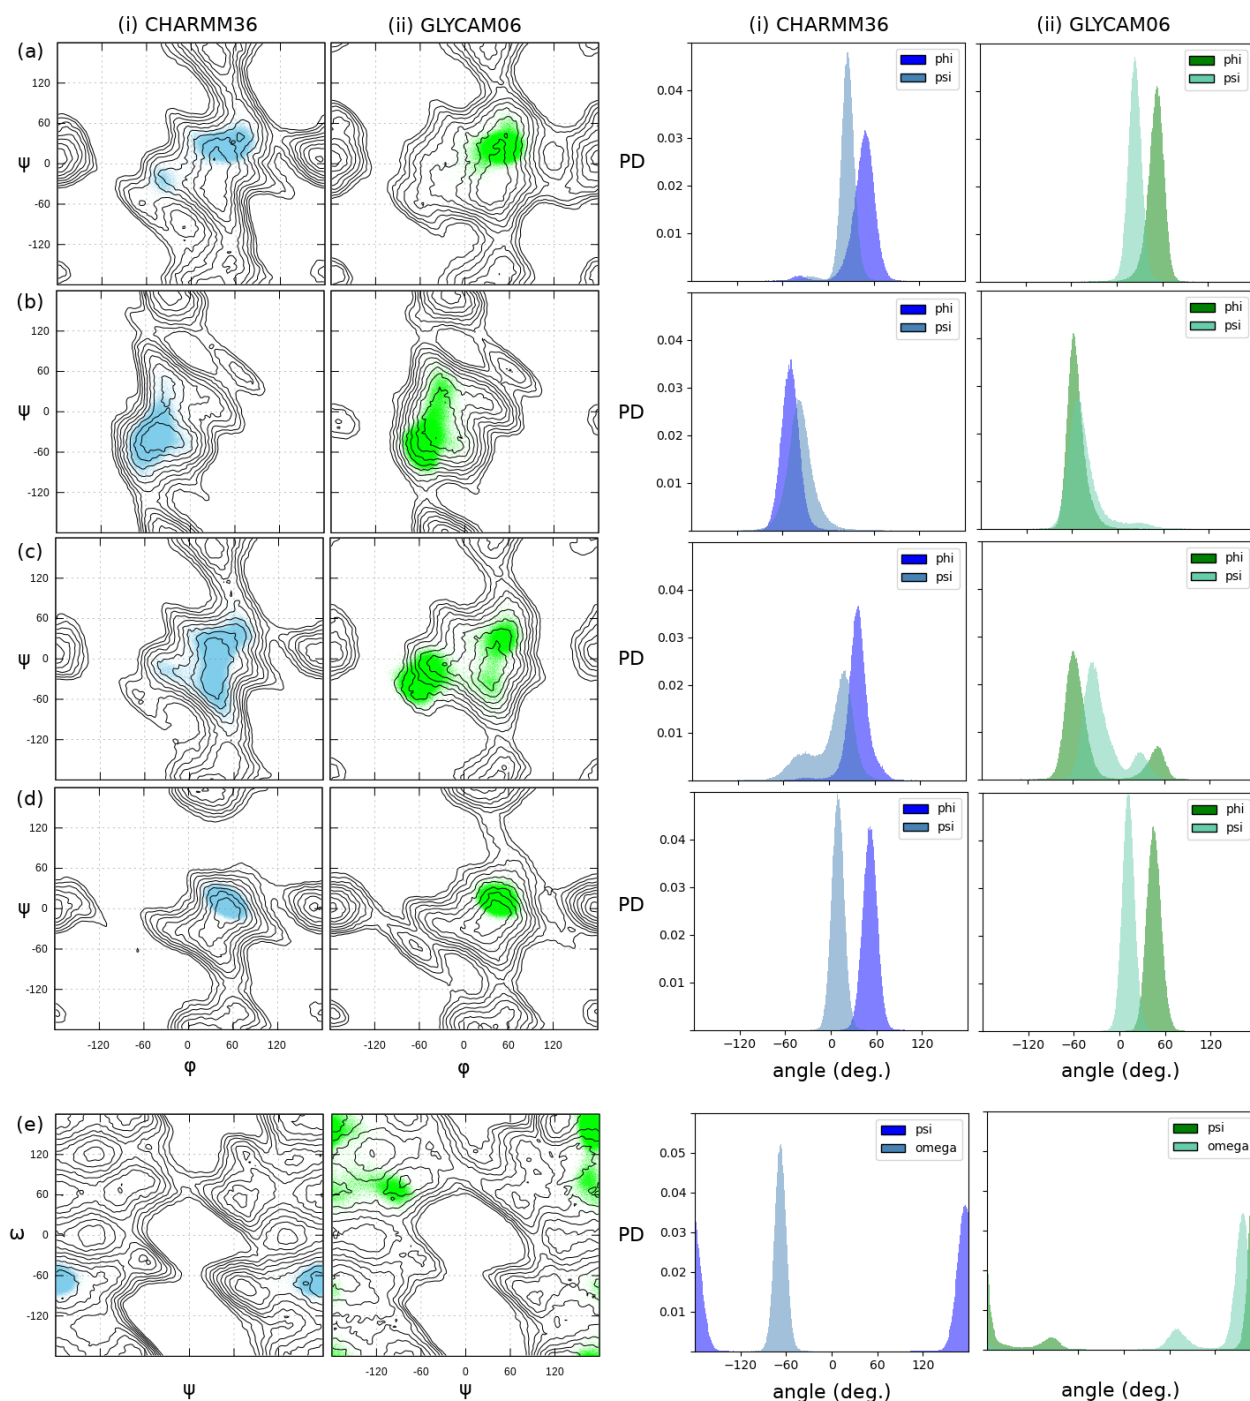 (i) CHARMM36 (ii) GLYCAM06 (i) CHARMM36 (ii) GLYCAM06
(a)
120
60
ψ 0
-60
-120
PD
0.04
0.03
0.02
0.01
phi
psi
phi
psi
(b)
120
60
ψ 0
-60
-120
PD
0.04
0.03
0.02
0.01
phi
psi
phi
psi
(c)
120
60
ψ 0
-60
-120
PD
0.04
0.03
0.02
0.01
phi
psi
phi
psi
(d)
120
60
ψ 0
-60
-120
PD
0.04
0.03
0.02
0.01
phi
psi
phi
psi
-120 -60 0 60 120 -120 -60 0 60 120 −120 −60 0 60 120 −120 −60 0 60 120
φ φ angle (deg.) angle (deg.)
(e)
120
60
ω 0
-60
-120
PD
0.05
0.04
0.03
0.02
0.01
psi
omega
psi
omega
-120 -60 0 60 120 −120 −60 0 60 120
ψ ψ angle (deg.) angle (deg.)